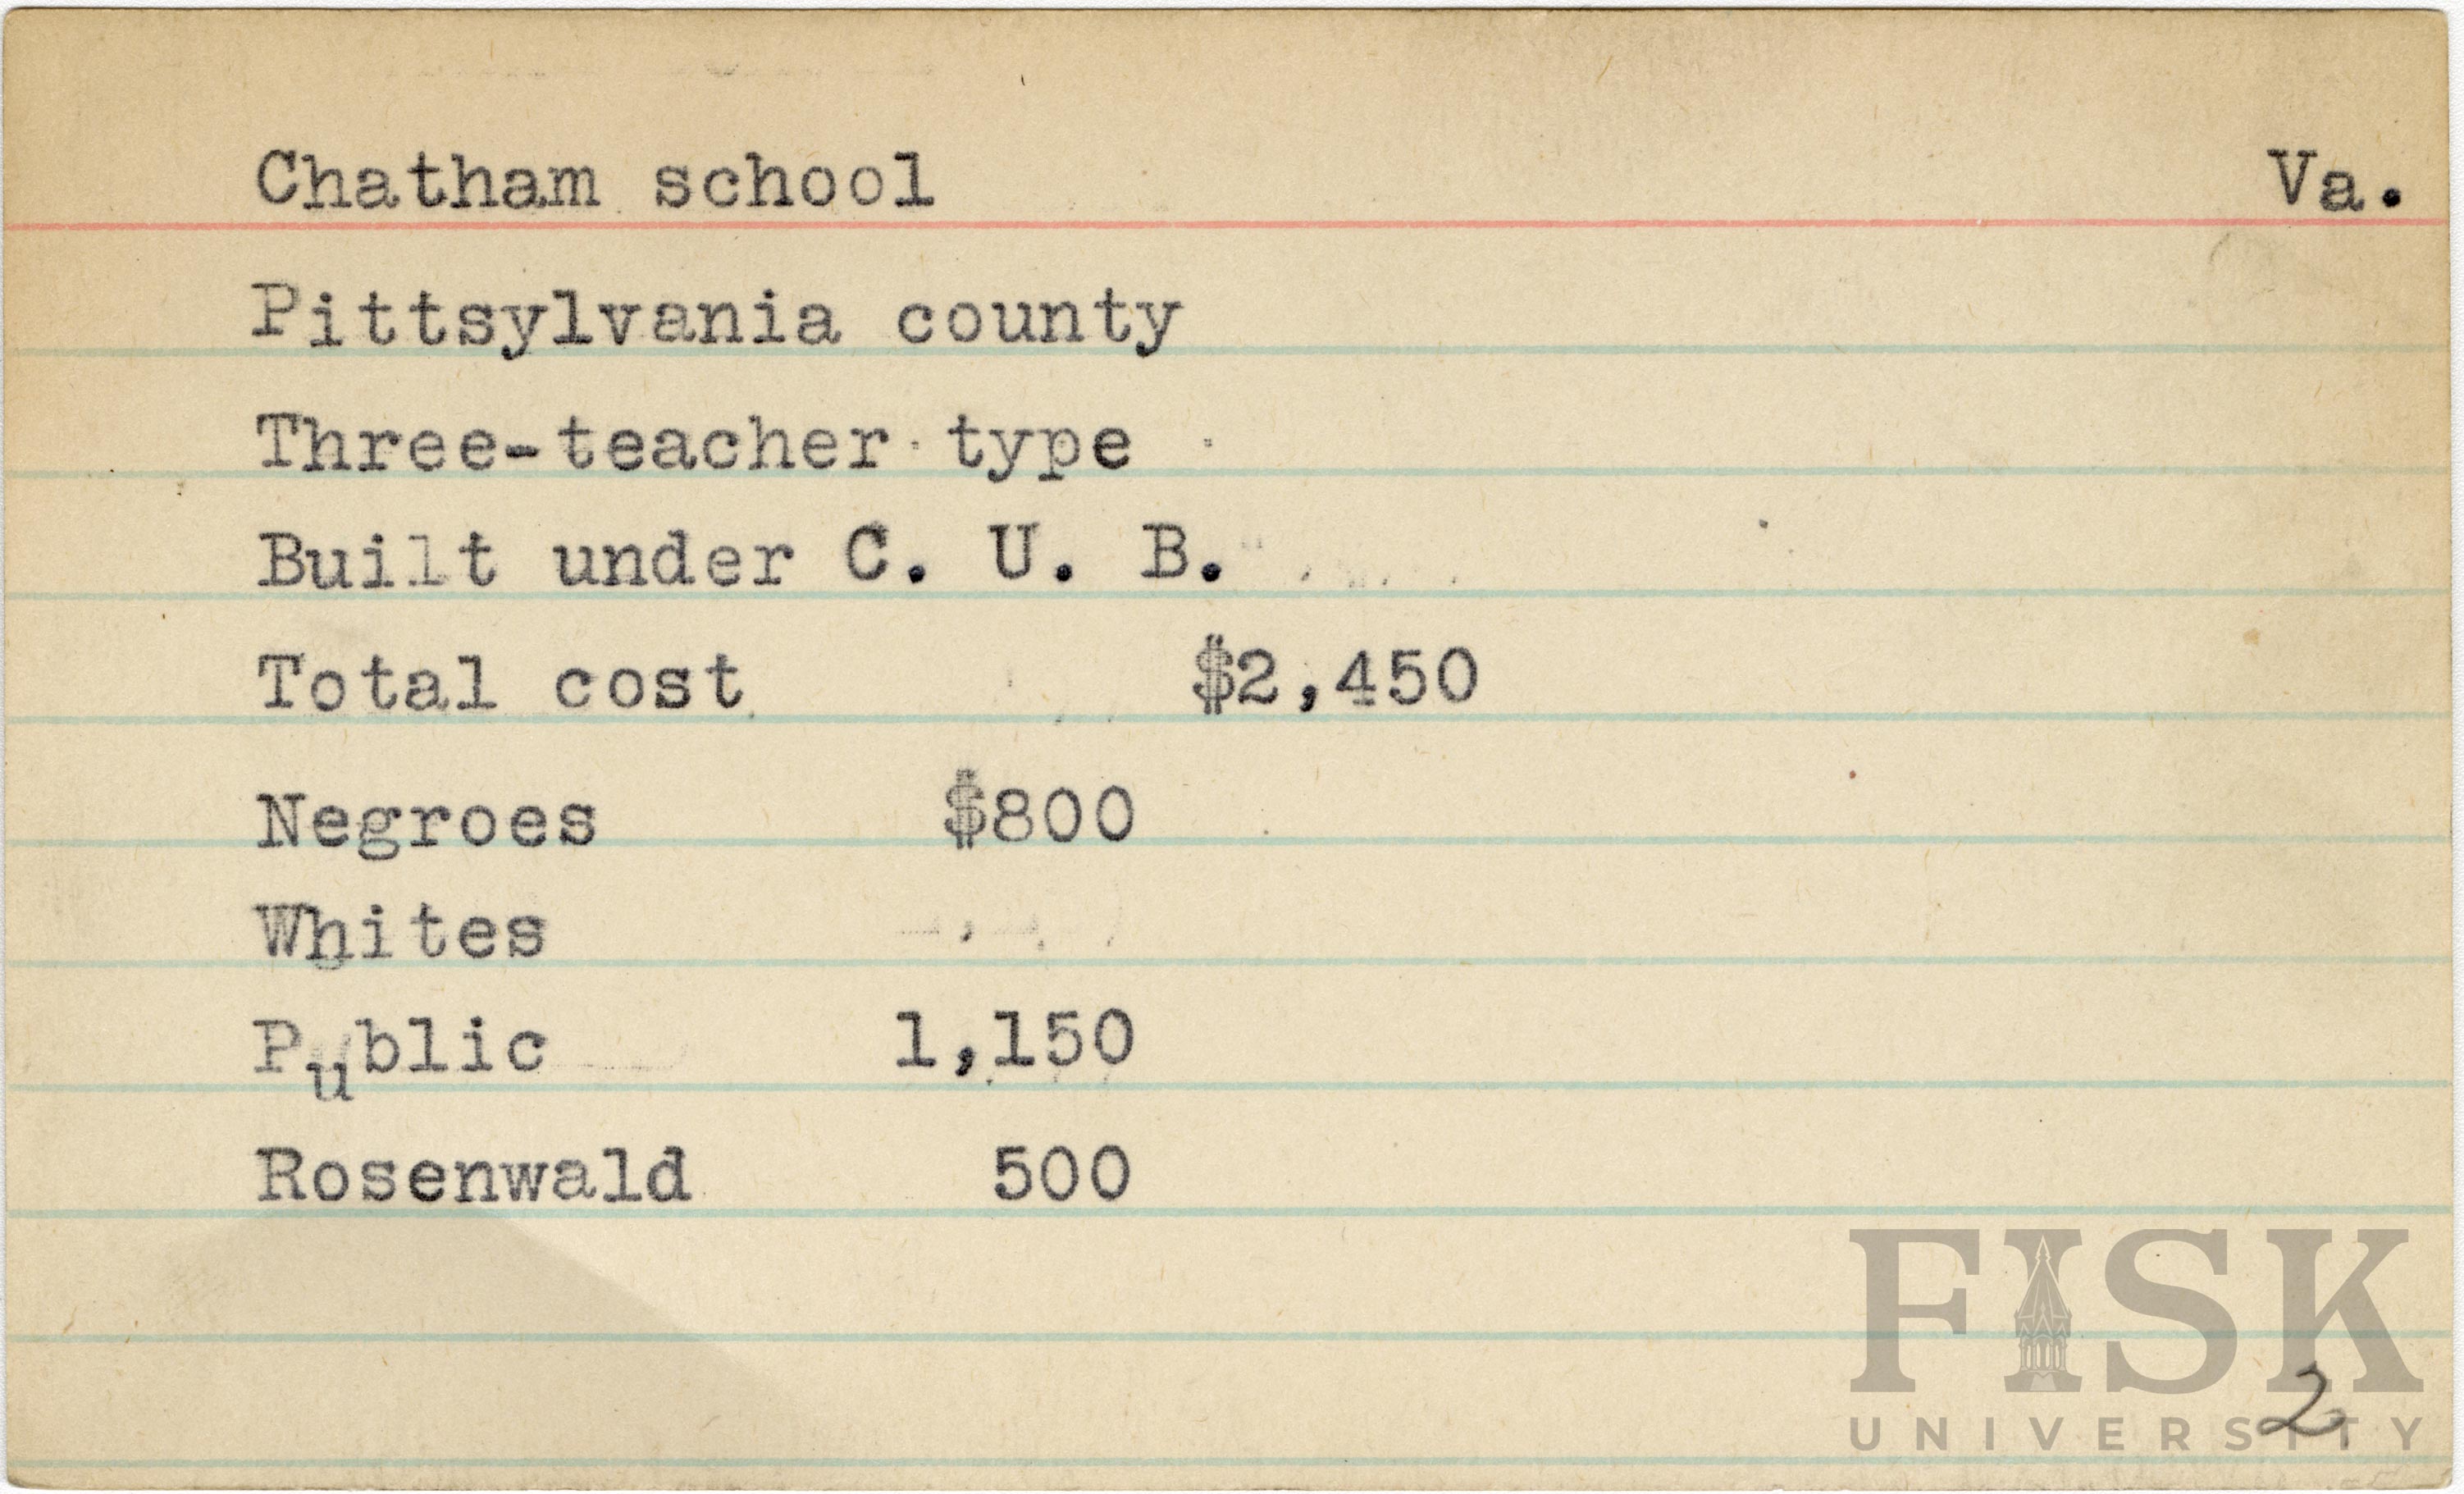 Chatham school Va.
Pittsylvania county
Three-teacher type
Built under C. U. B.
Total cost $2,450
Negroes $800
Whites
Public 1,150
Rosenwald 500
FISK
UNIVERSITY
2